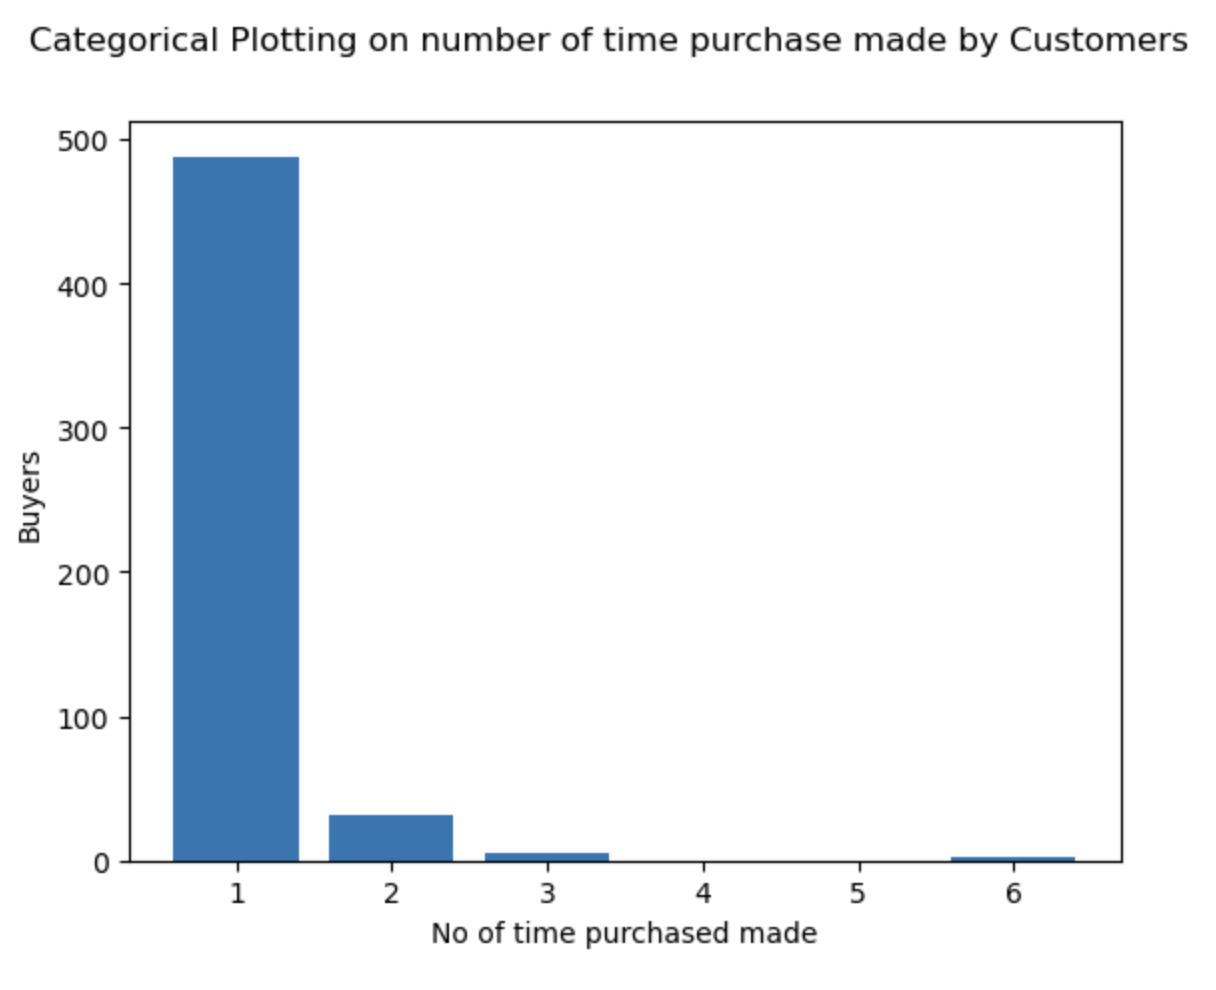 Categorical Plotting on number of time purchase made by Customers
500
400
300
200
100
0
Buyers
1 2 3 4 5 6
No of time purchased made